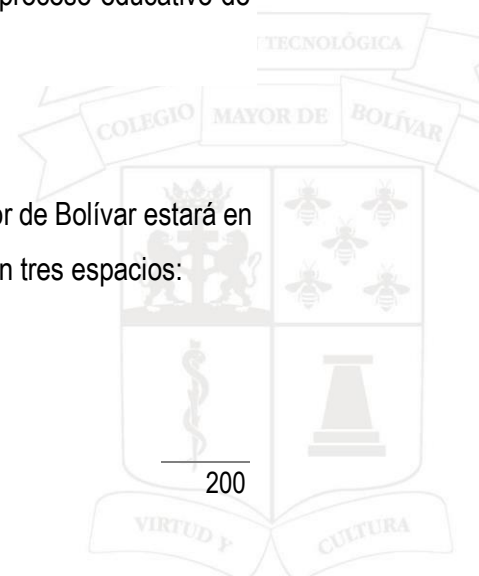 proceso educativo de
TECNOLÓGICA
COLEGIO MAYOR DE BOLÍVAR
or de Bolívar estará en
n tres espacios:
200
VIRTUD Y CULTURA